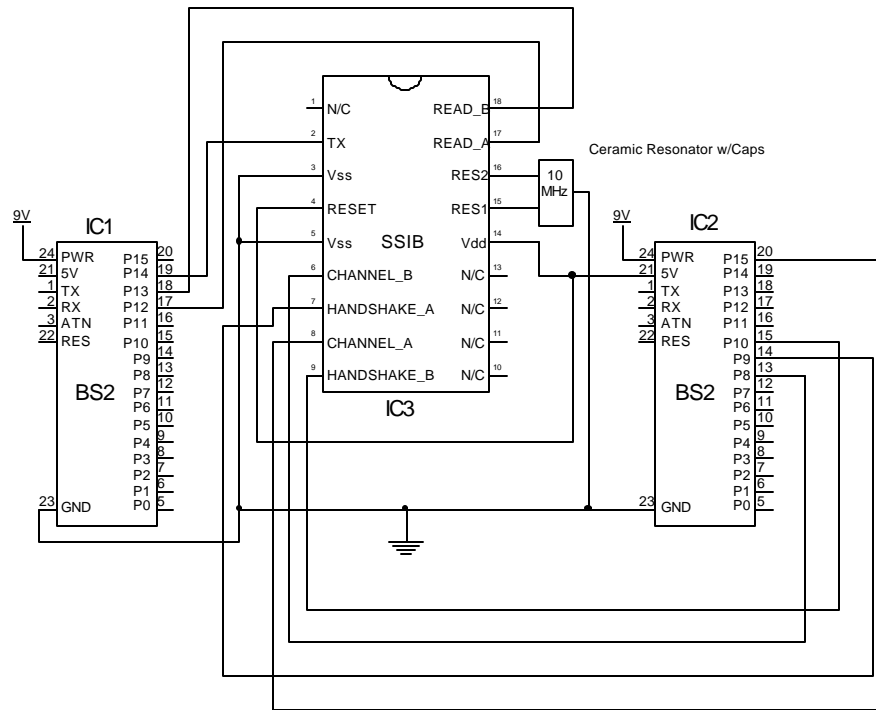 Ceramic Resonator w/Caps
10
MHz
1 N/C
2 TX
3 Vss
4 RESET
5 Vss
6 CHANNEL_B
7 HANDSHAKE_A
8 CHANNEL_A
9 HANDSHAKE_B
SSIB
READ_B 18
READ_A 17
RES2 16
RES1 15
Vdd 14
N/C 13
N/C 12
N/C 11
N/C 10
IC3
9V
IC1
24 PWR
21 5V
1 TX
2 RX
3 ATN
22 RES
BS2
23 GND
P15 20
P14 19
P13 18
P12 17
P11 16
P10 15
P9 14
P8 13
P7 12
P6 11
P5 10
P4 9
P3 8
P2 7
P1 6
P0 5
9V
IC2
24 PWR
21 5V
1 TX
2 RX
3 ATN
22 RES
BS2
23 GND
P15 20
P14 19
P13 18
P12 17
P11 16
P10 15
P9 14
P8 13
P7 12
P6 11
P5 10
P4 9
P3 8
P2 7
P1 6
P0 5